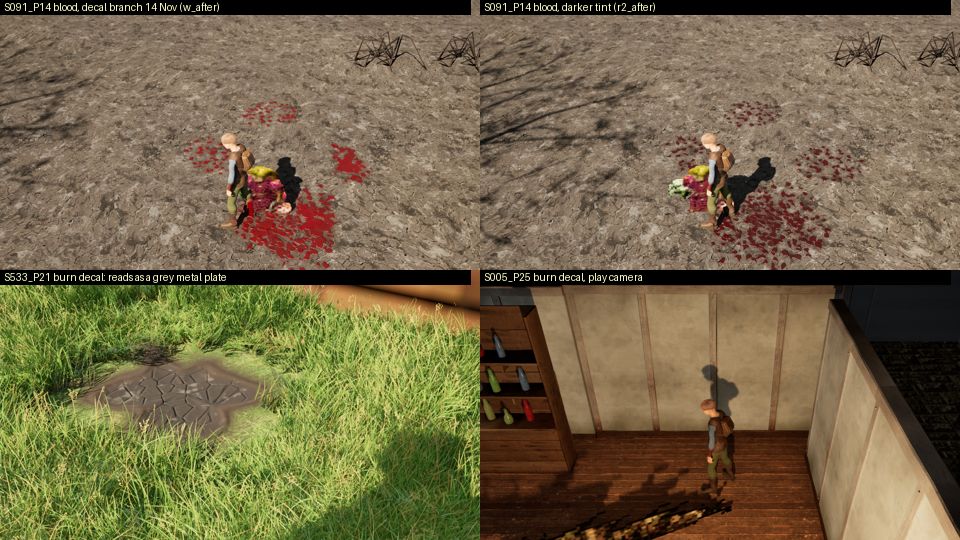 S091_P14 blood, decal branch 14 Nov (w_after)
S091_P14 blood, darker tint (r2_after)
S533_P21 burn decal: reads as a grey metal plate
S005_P25 burn decal, play camera